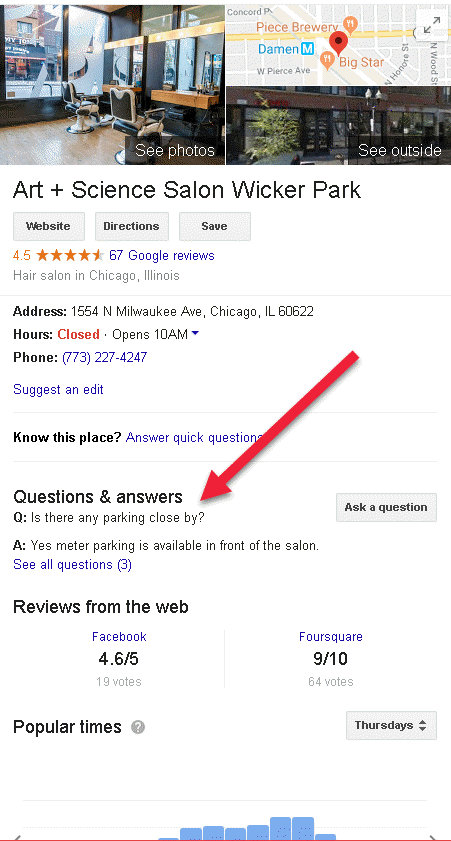 Concord P
Piece Brewery
Damen M
Big Star
W Pierce Ave
N Honore St
N Wood St
See photos
See outside
Art + Science Salon Wicker Park
Website Directions Save
4.5 67 Google reviews
Hair salon in Chicago, Illinois
Address: 1554 N Milwaukee Ave, Chicago, IL 60622
Hours: Closed · Opens 10AM
Phone: (773) 227-4247
Suggest an edit
Know this place? Answer quick questions
Questions & answers
Ask a question
Q: Is there any parking close by?
A: Yes meter parking is available in front of the salon.
See all questions (3)
Reviews from the web
Facebook Foursquare
4.6/5 9/10
19 votes 64 votes
Popular times ?
Thursdays